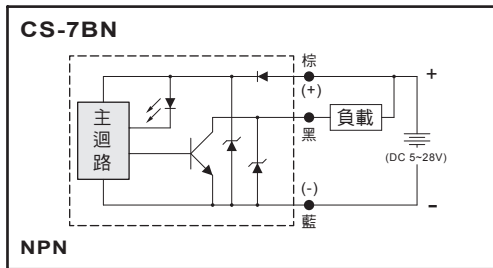 CS-7BN
棕
(+)
+
主迴路
黑
負載
(DC 5~28V)
(-)
藍
-
NPN